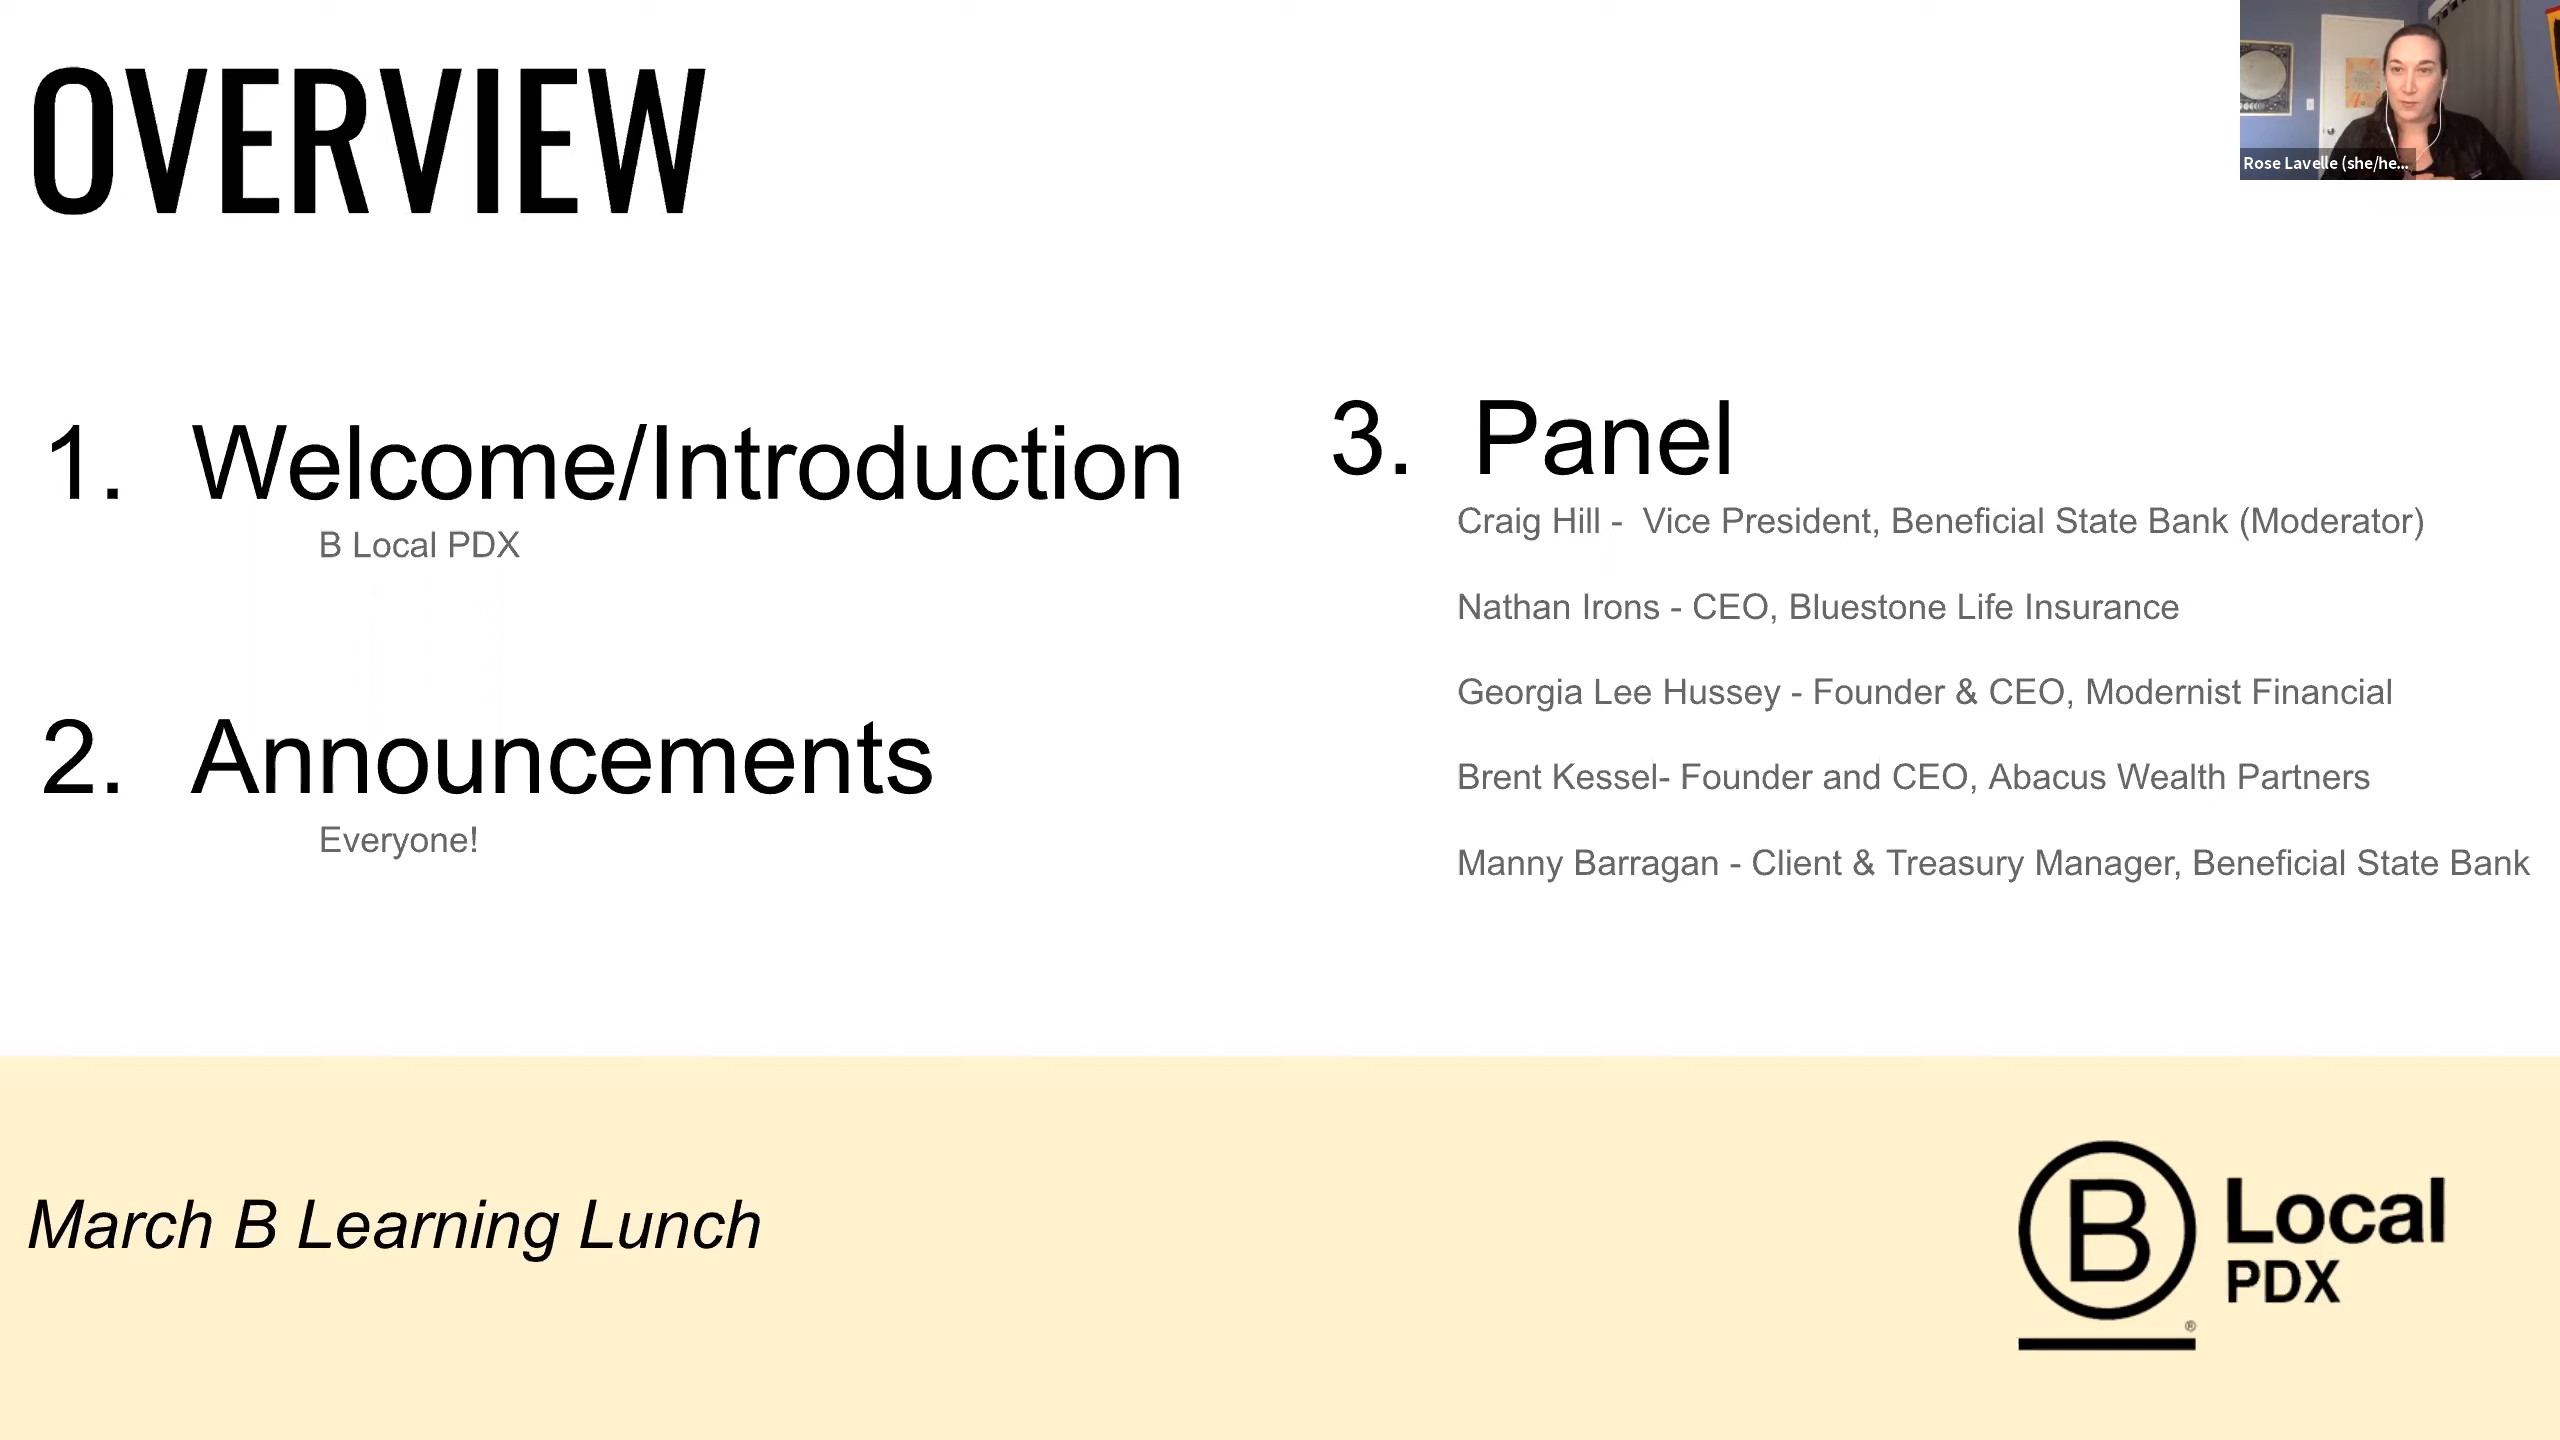 OVERVIEW
Rose Lavelle (she/he...
1. Welcome/Introduction
B Local PDX
2. Announcements
Everyone!
3. Panel
Craig Hill -  Vice President, Beneficial State Bank (Moderator)
Nathan Irons - CEO, Bluestone Life Insurance
Georgia Lee Hussey - Founder & CEO, Modernist Financial
Brent Kessel- Founder and CEO, Abacus Wealth Partners
Manny Barragan - Client & Treasury Manager, Beneficial State Bank
March B Learning Lunch
B
®
Local
PDX